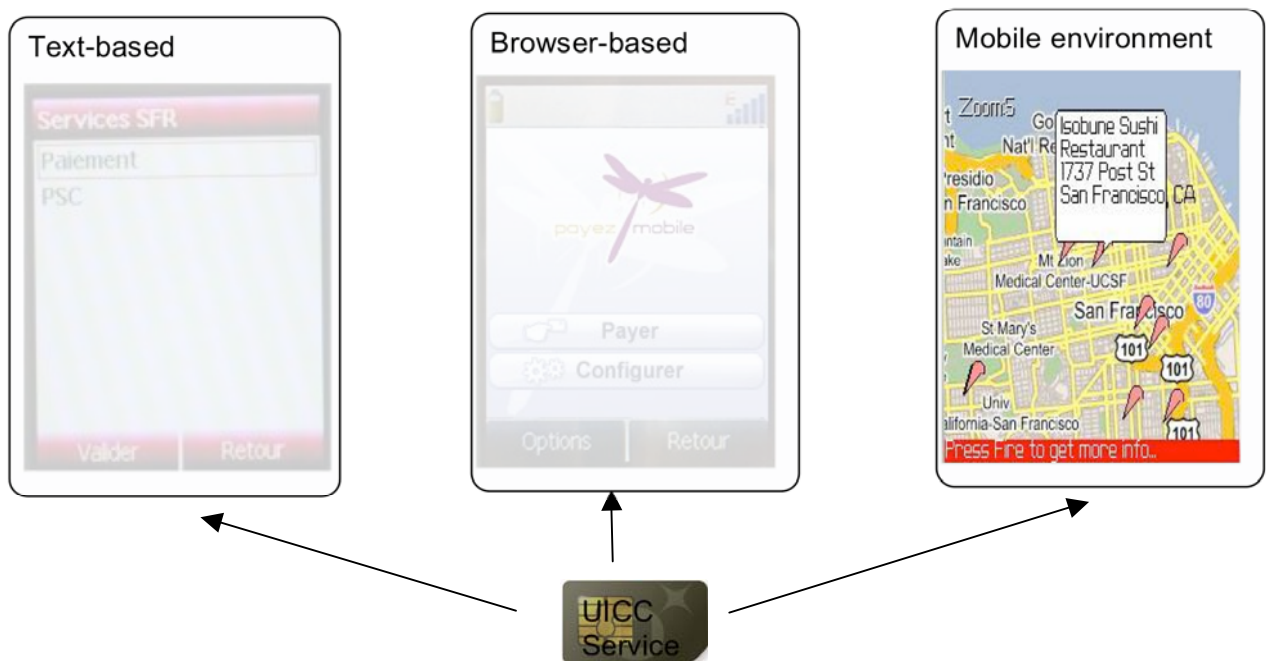 Text-based
Services SFR
Paiement
PSC
Valider
Retour
Browser-based
E
payez mobile
Payer
Configurer
Options
Retour
Mobile environment
Zoom5
Isobune Sushi
Restaurant
1737 Post St
San Francisco, CA
Go
Nat'l Re
Presidio
n Francisco
Mt Zion
Medical Center-UCSF
80
San Francisco
St Mary's
Medical Center
101
101
Univ
alifornia-San Francisco
101
Press Fire to get more info...
UICC
Service